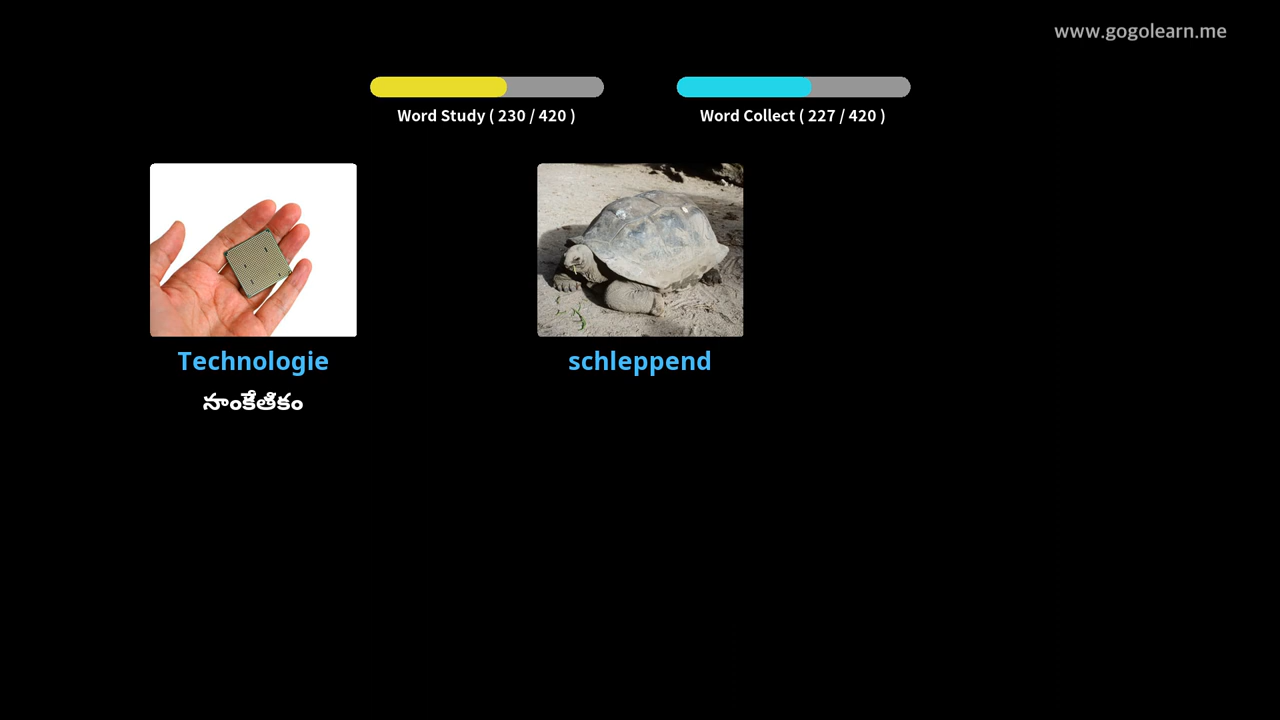 www.gogolearn.me
Word Study ( 230 / 420 )
Word Collect ( 227 / 420 )
Technologie
schleppend
సాంకేతికం